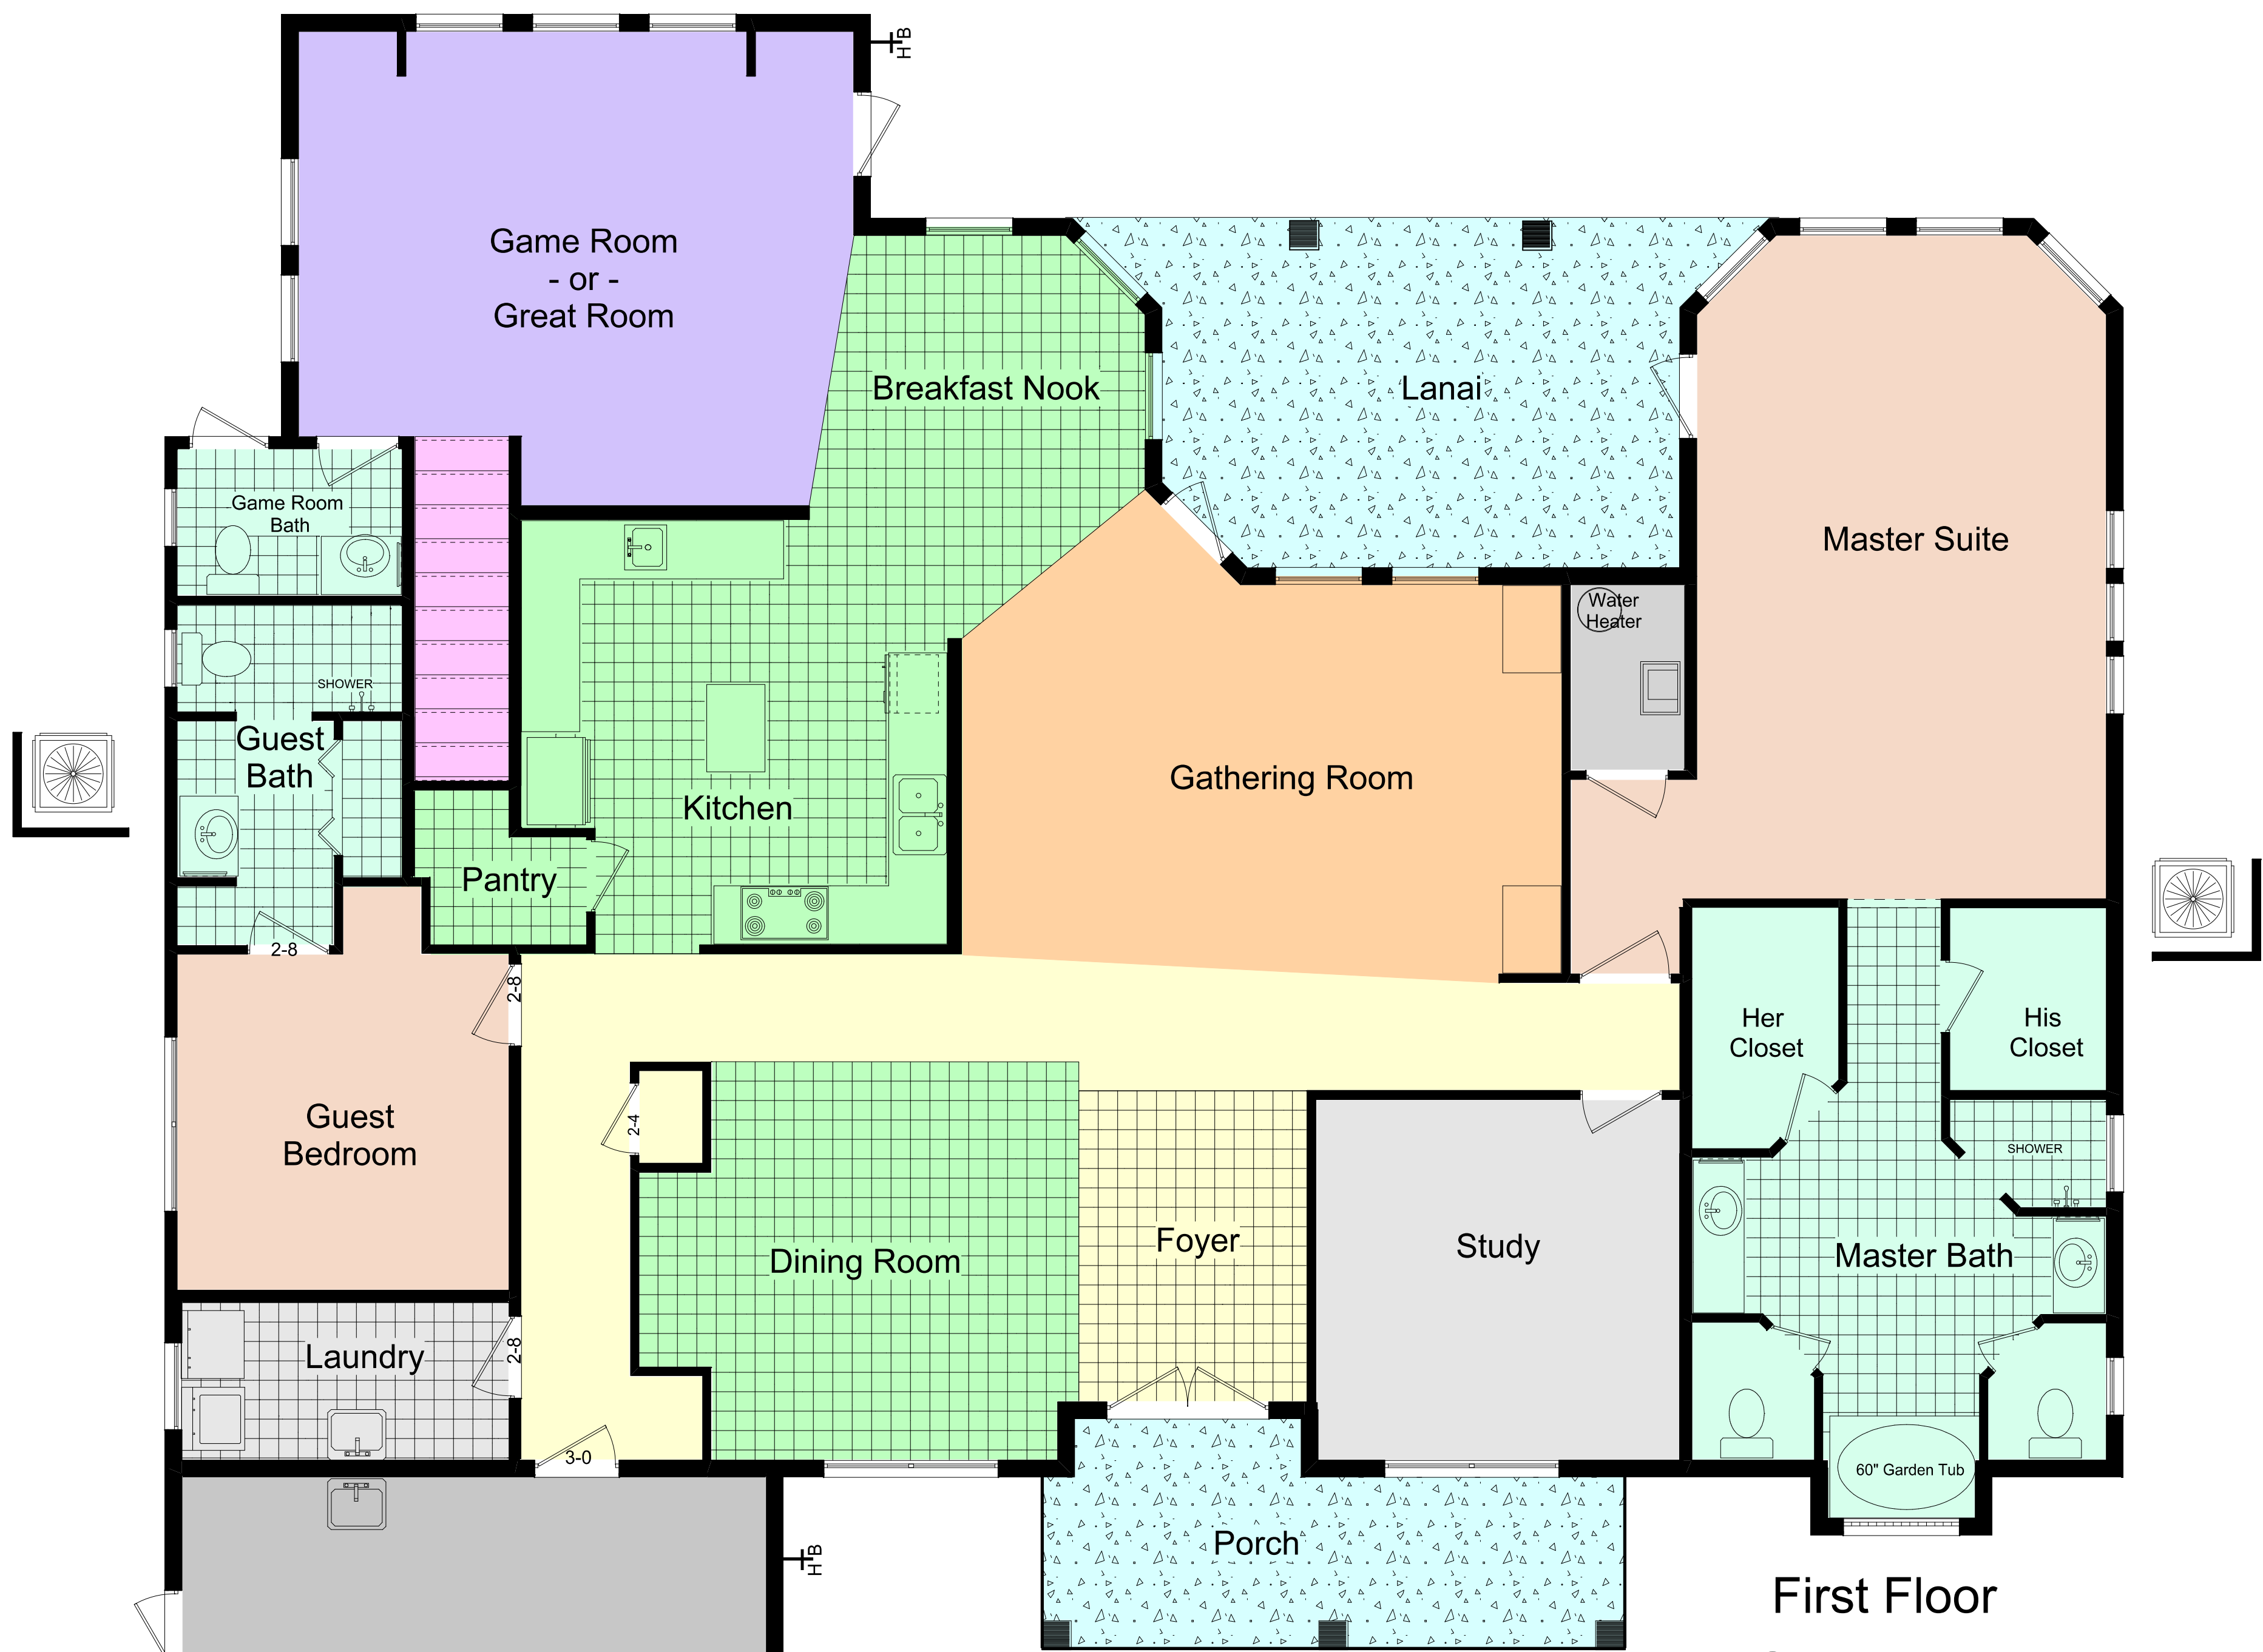 H B
Game Room
- or -
Great Room
Breakfast Nook
Lanai
Game Room
Bath
Master Suite
Water
Heater
SHOWER
Guest
Bath
Gathering Room
Kitchen
Pantry
2-8
2-8
Her
Closet
His
Closet
Guest
Bedroom
2-4
SHOWER
Foyer
Study
Dining Room
Master Bath
Laundry
2-8
3-0
60" Garden Tub
Porch
H B
First Floor